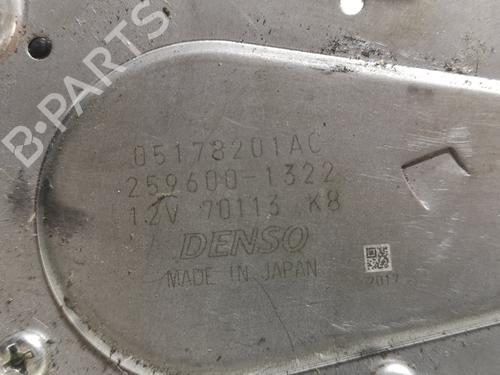 B-PARTS
05178201AC
259600-1322
12V 70113 K8
DENSO
MADE IN JAPAN
2017